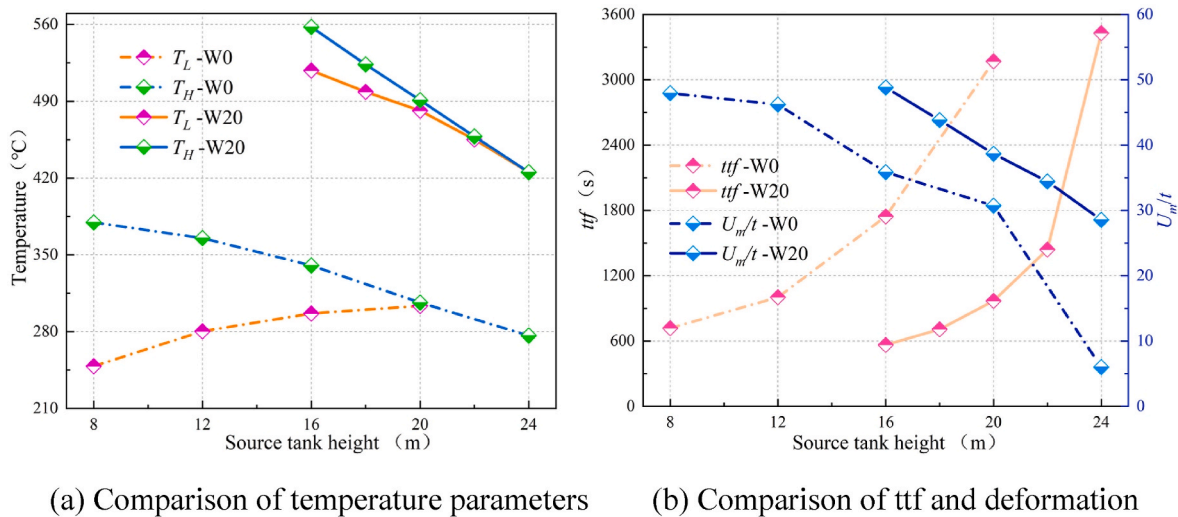 560
490
420
350
280
210
Temperature（℃）
T_L -W0
T_H -W0
T_L -W20
T_H -W20
8 12 16 20 24
Source tank height （m）
3600
3000
2400
1800
1200
600
0
ttf （s）
ttf -W0
ttf -W20
U_m/t -W0
U_m/t -W20
60
50
40
30
20
10
0
U_m/t
8 12 16 20 24
Source tank height （m）
(a) Comparison of temperature parameters
(b) Comparison of ttf and deformation